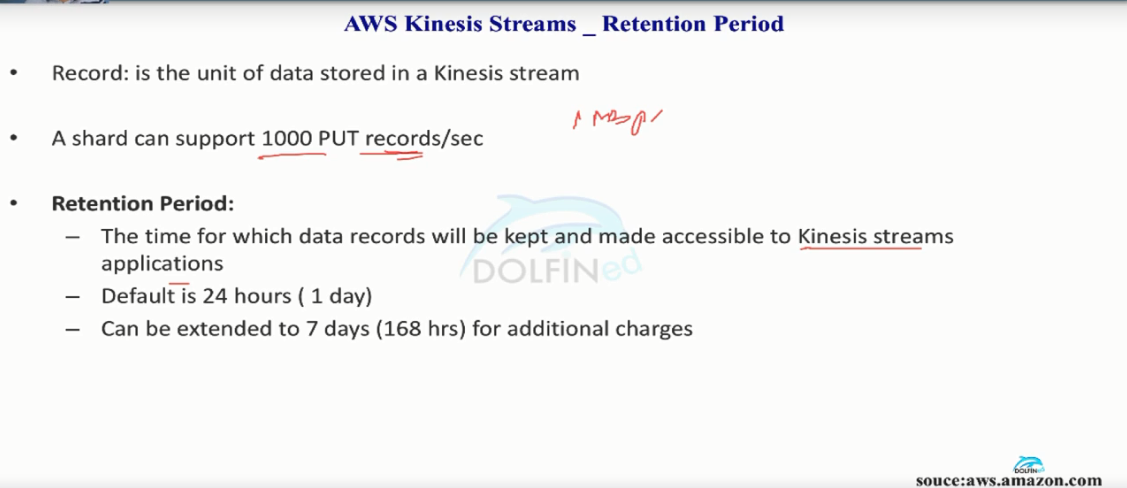 AWS Kinesis Streams _ Retention Period
• Record: is the unit of data stored in a Kinesis stream
• A shard can support 1000 PUT records/sec
• Retention Period:
– The time for which data records will be kept and made accessible to Kinesis streams
applications
– Default is 24 hours ( 1 day)
– Can be extended to 7 days (168 hrs) for additional charges
DOLFINed
DOLFINed
souce:aws.amazon.com